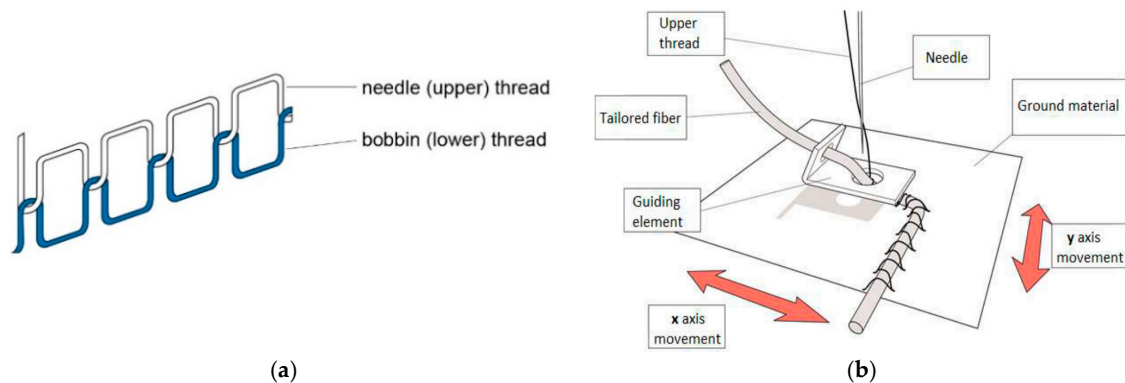 needle (upper) thread
bobbin (lower) thread
(a)
Upper
thread
Needle
Ground material
Tailored fiber
Guiding
element
y axis
movement
x axis
movement
(b)